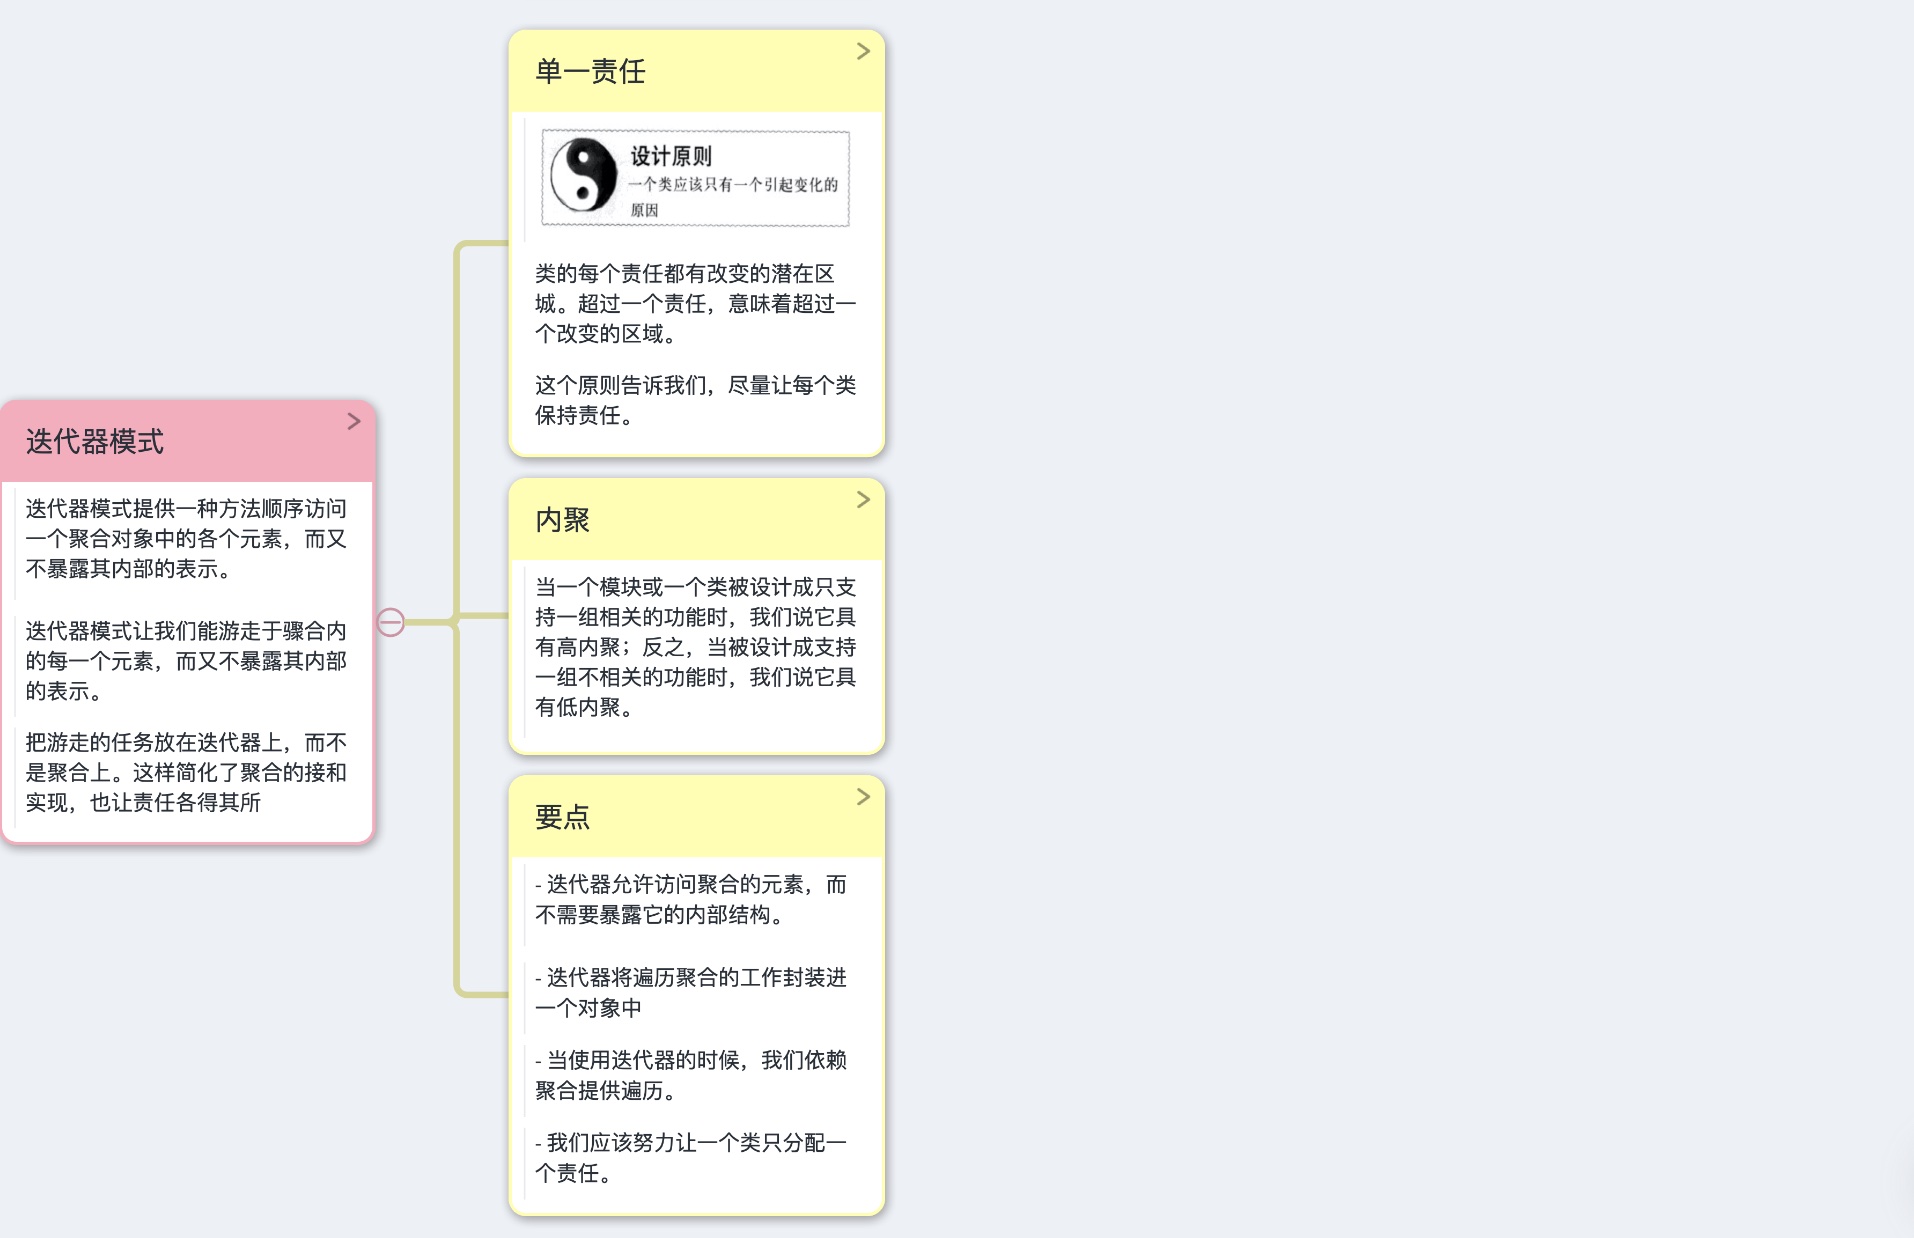 迭代器模式
迭代器模式提供一种方法顺序访问
一个聚合对象中的各个元素，而又
不暴露其内部的表示。
迭代器模式让我们能游走于骤合内
的每一个元素，而又不暴露其内部
的表示。
把游走的任务放在迭代器上，而不
是聚合上。这样简化了聚合的接和
实现，也让责任各得其所
单一责任
设计原则
一个类应该只有一个引起变化的
原因
类的每个责任都有改变的潜在区
城。超过一个责任，意味着超过一
个改变的区域。
这个原则告诉我们，尽量让每个类
保持责任。
内聚
当一个模块或一个类被设计成只支
持一组相关的功能时，我们说它具
有高内聚；反之，当被设计成支持
一组不相关的功能时，我们说它具
有低内聚。
要点
- 迭代器允许访问聚合的元素，而
不需要暴露它的内部结构。
- 迭代器将遍历聚合的工作封装进
一个对象中
- 当使用迭代器的时候，我们依赖
聚合提供遍历。
- 我们应该努力让一个类只分配一
个责任。